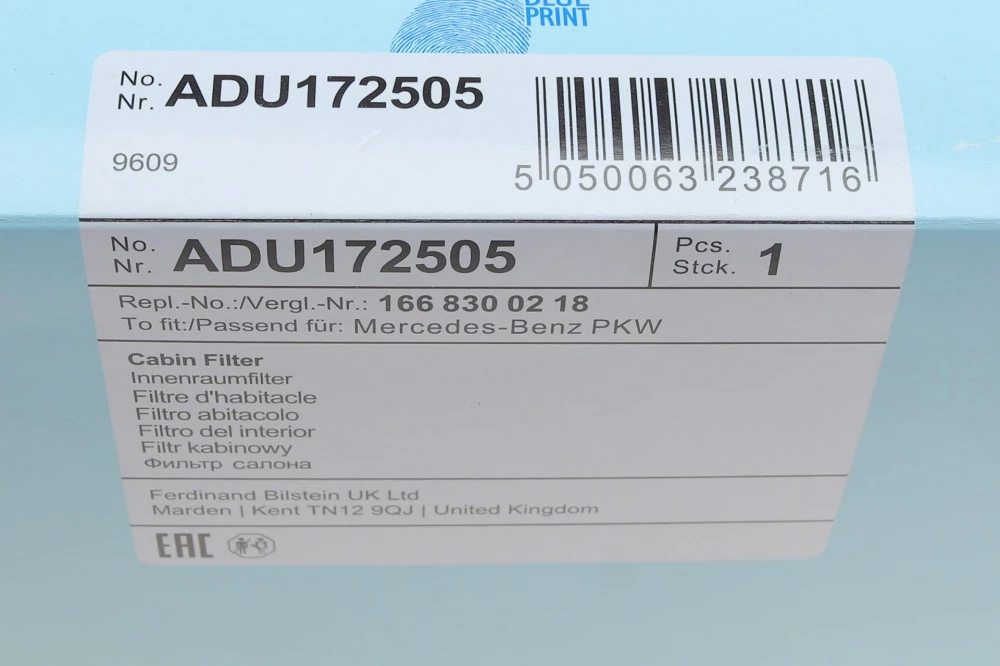 BLUE
PRINT
No.
Nr. ADU172505
9609
5 050063 238716
No.
Nr. ADU172505
Pcs.
Stck. 1
Repl.-No.:/Vergl.-Nr.: 166 830 02 18
To fit:/Passend für: Mercedes-Benz PKW
Cabin Filter
Innenraumfilter
Filtre d'habitacle
Filtro abitacolo
Filtro del interior
Filtr kabinowy
Фильтр салона
Ferdinand Bilstein UK Ltd
Marden | Kent TN12 9QJ | United Kingdom
EAC